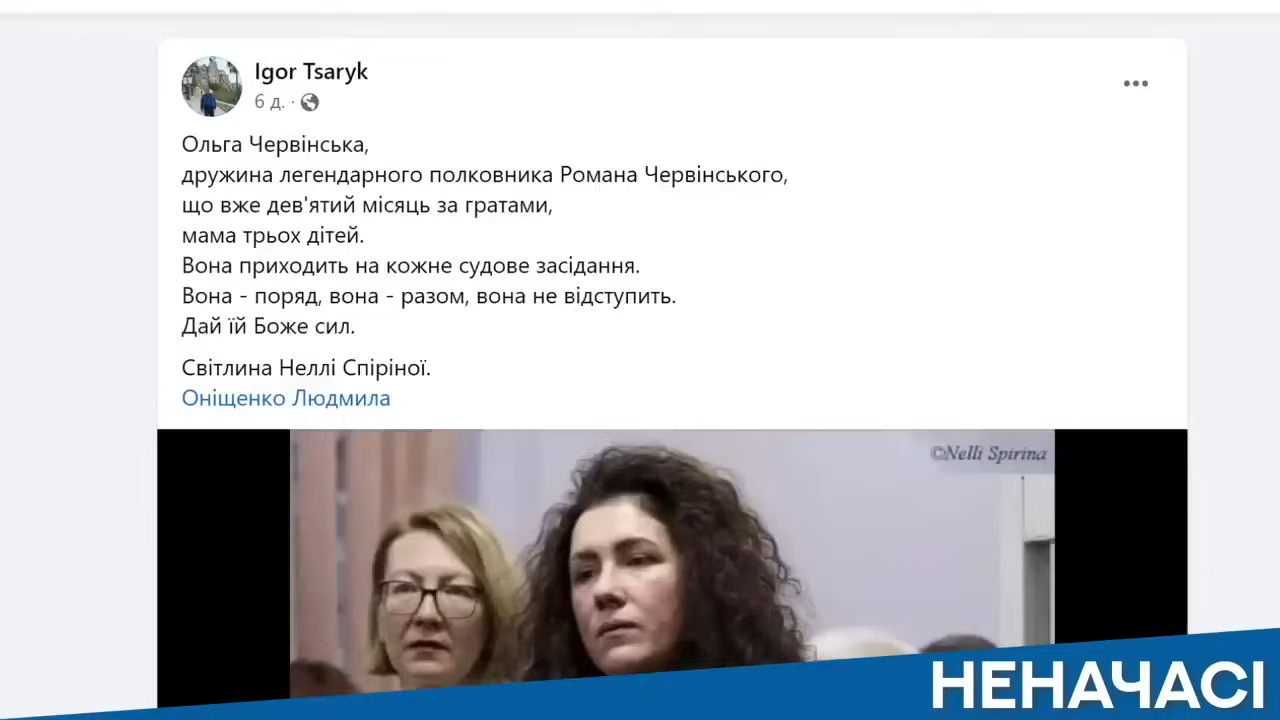 Igor Tsaryk
6 д. ·
Ольга Червінська,
дружина легендарного полковника Романа Червінського,
що вже дев'ятий місяць за гратами,
мама трьох дітей.
Вона приходить на кожне судове засідання.
Вона - поряд, вона - разом, вона не відступить.
Дай їй Боже сил.
Світлина Неллі Спіріної.
Оніщенко Людмила
©Nelli Spirina
НЕНАЧАСІ